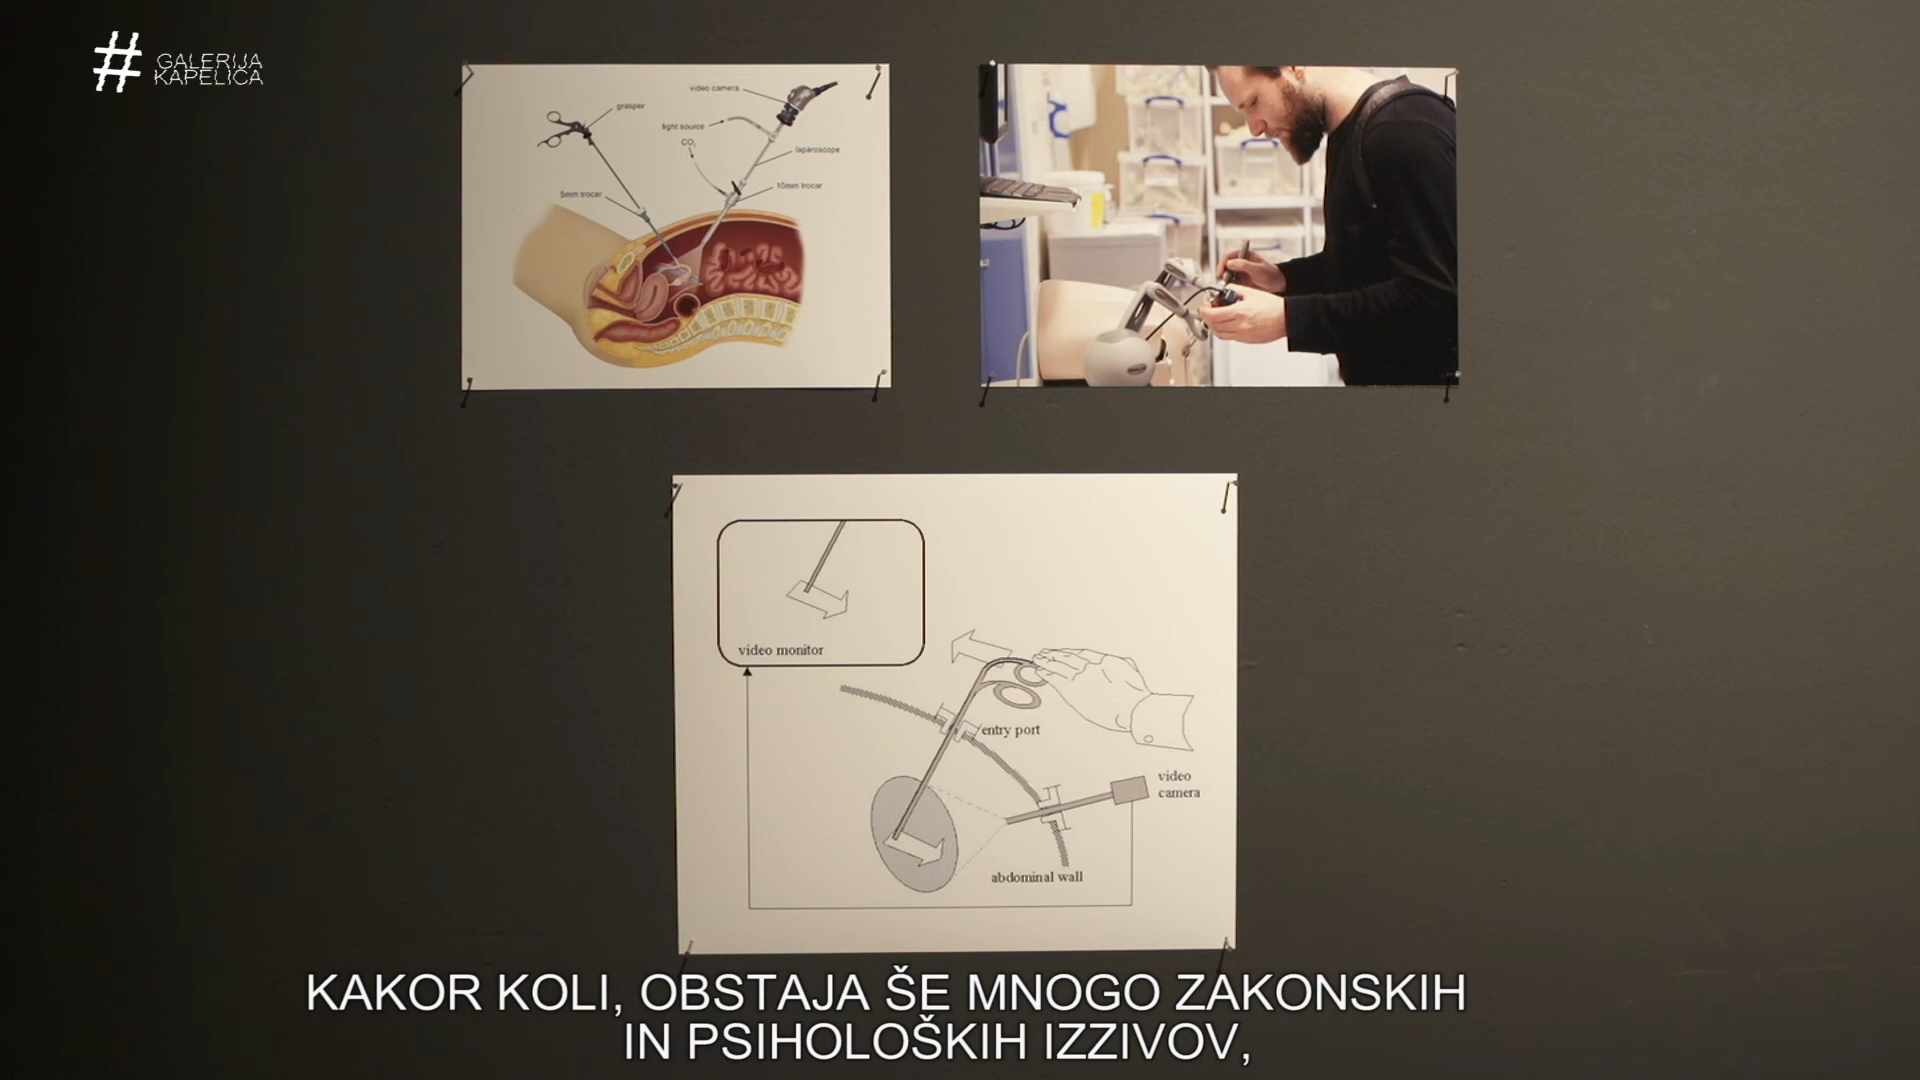 GALERIJA
KAPELICA
video camera
grasper
light source
CO2
laparoscope
10mm trocar
5mm trocar
video monitor
entry port
video
camera
abdominal wall
KAKOR KOLI, OBSTAJA ŠE MNOGO ZAKONSKIH
IN PSIHOLOŠKIH IZZIVOV,